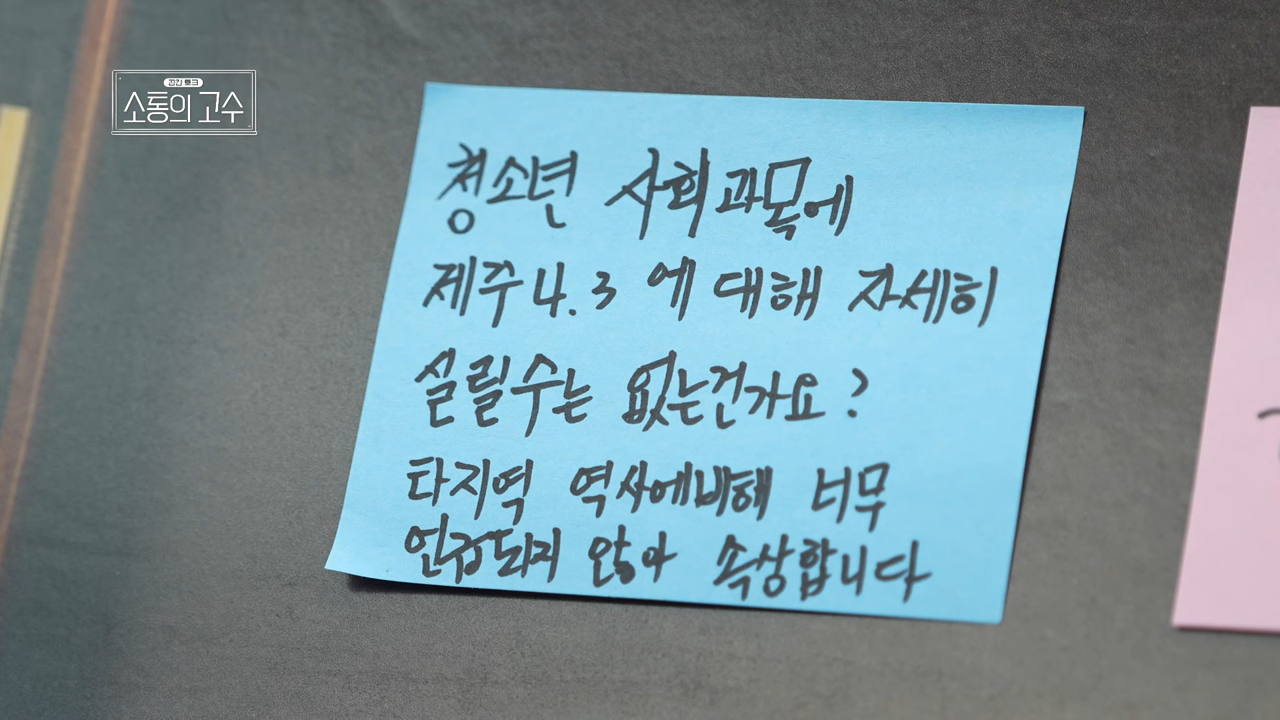 소통의 고수
청소년 사회과목에
제주4.3 에 대해 자세히
실릴수는 없는건가요?
타지역 역사에비해 너무
언급되지 않아 속상합니다